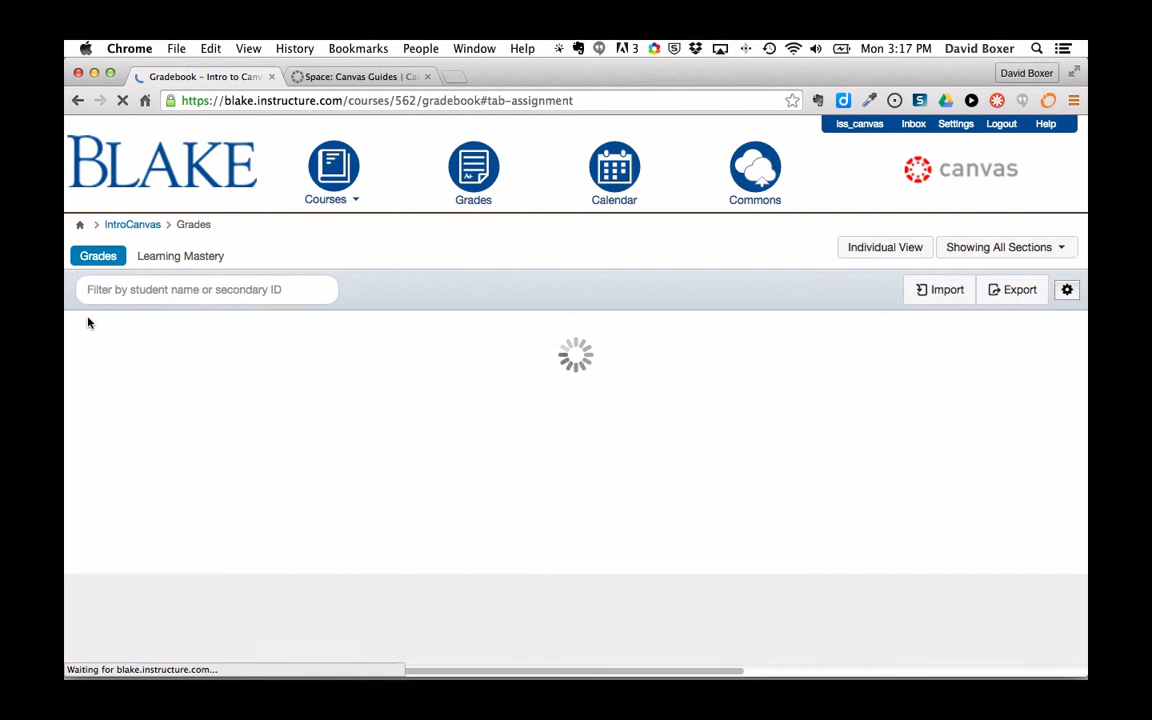 Chrome File Edit View History Bookmarks People Window Help 3 Mon 3:17 PM David Boxer
Gradebook – Intro to Canv × Space: Canvas Guides | Ca × David Boxer
https://blake.instructure.com/courses/562/gradebook#tab-assignment
iss_canvas Inbox Settings Logout Help
BLAKE
A+
canvas
Courses Grades Calendar Commons
IntroCanvas > Grades
Grades Learning Mastery Individual View Showing All Sections
Filter by student name or secondary ID Import Export
Waiting for blake.instructure.com...